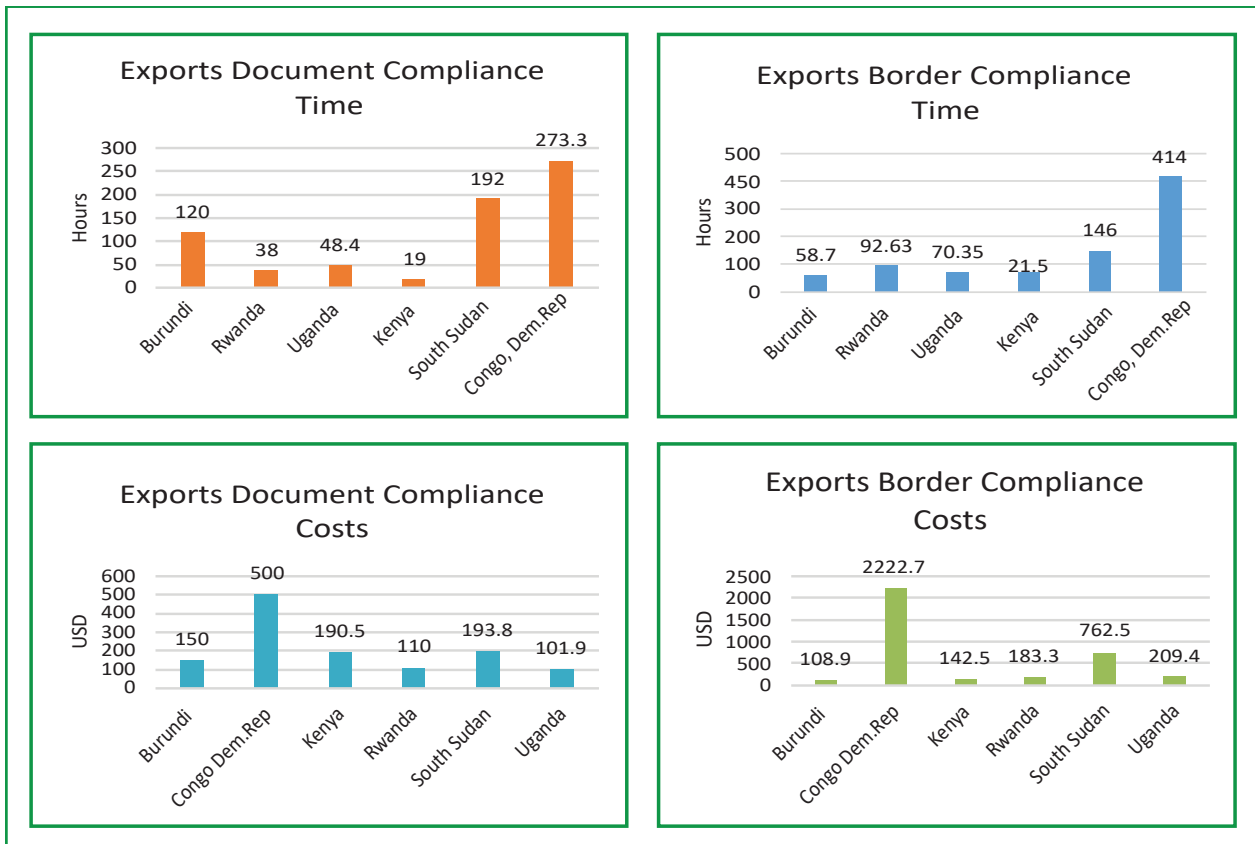 Exports Document Compliance
Time
Hours
300
250
200
150
100
50
0
120
38
48.4
19
192
273.3
Burundi
Rwanda
Uganda
Kenya
South Sudan
Congo, Dem.Rep
Exports Border Compliance
Time
Hours
500
450
300
200
100
0
58.7
92.63
70.35
21.5
146
414
Burundi
Rwanda
Uganda
Kenya
South Sudan
Congo, Dem.Rep
Exports Document Compliance
Costs
USD
600
500
400
300
200
100
0
150
500
190.5
110
193.8
101.9
Burundi
Congo Dem.Rep
Kenya
Rwanda
South Sudan
Uganda
Exports Border Compliance
Costs
USD
2500
2000
1500
1000
500
0
108.9
2222.7
142.5
183.3
762.5
209.4
Burundi
Congo Dem.Rep
Kenya
Rwanda
South Sudan
Uganda